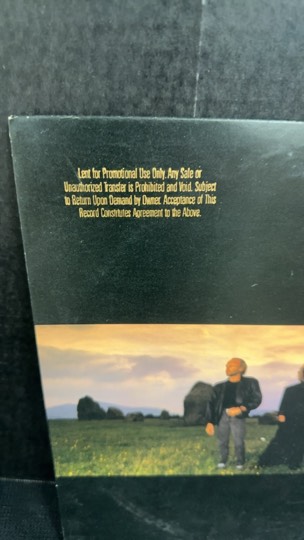 Lent for Promotional Use Only. Any Sale or
Unauthorized Transfer is Prohibited and Void. Subject
to Return Upon Demand by Owner. Acceptance of This
Record Constitutes Agreement to the Above.